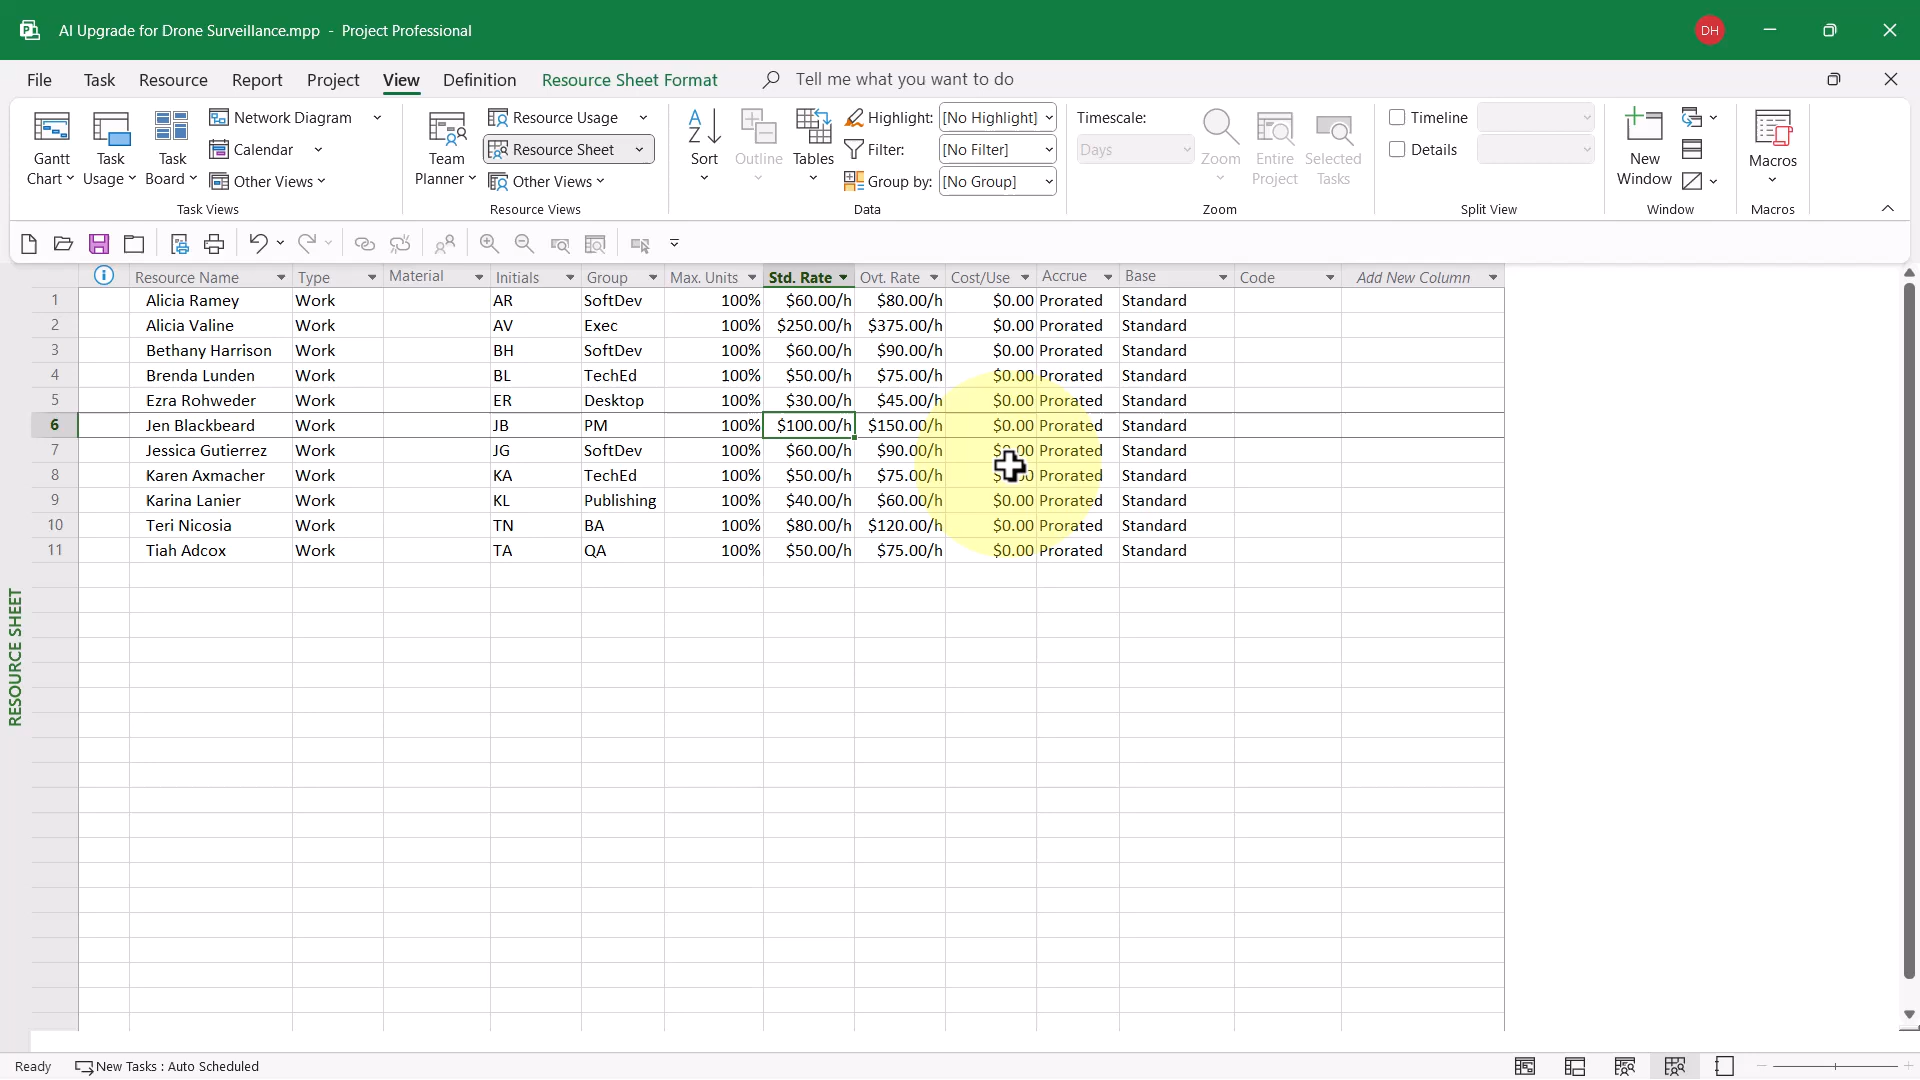 AI Upgrade for Drone Surveillance.mpp - Project Professional
DH
File Task Resource Report Project View Definition Resource Sheet Format Tell me what you want to do
Gantt Chart
Task Usage
Task Board
Network Diagram
Calendar
Other Views
Task Views
Team Planner
Resource Usage
Resource Sheet
Other Views
Resource Views
Sort
Outline
Tables
Highlight: [No Highlight]
Filter: [No Filter]
Group by: [No Group]
Data
Timescale:
Days
Zoom
Entire Project
Selected Tasks
Zoom
Timeline
Details
Split View
New Window
Window
Macros
Macros
Resource Name Type Material Initials Group Max. Units Std. Rate Ovt. Rate Cost/Use Accrue Base Code Add New Column
1 Alicia Ramey Work AR SoftDev 100% $60.00/h $80.00/h $0.00 Prorated Standard
2 Alicia Valine Work AV Exec 100% $250.00/h $375.00/h $0.00 Prorated Standard
3 Bethany Harrison Work BH SoftDev 100% $60.00/h $90.00/h $0.00 Prorated Standard
4 Brenda Lunden Work BL TechEd 100% $50.00/h $75.00/h $0.00 Prorated Standard
5 Ezra Rohweder Work ER Desktop 100% $30.00/h $45.00/h $0.00 Prorated Standard
6 Jen Blackbeard Work JB PM 100% $100.00/h $150.00/h $0.00 Prorated Standard
7 Jessica Gutierrez Work JG SoftDev 100% $60.00/h $90.00/h $0.00 Prorated Standard
8 Karen Axmacher Work KA TechEd 100% $50.00/h $75.00/h Prorated Standard
9 Karina Lanier Work KL Publishing 100% $40.00/h $60.00/h $0.00 Prorated Standard
10 Teri Nicosia Work TN BA 100% $80.00/h $120.00/h $0.00 Prorated Standard
11 Tiah Adcox Work TA QA 100% $50.00/h $75.00/h $0.00 Prorated Standard
RESOURCE SHEET
Ready New Tasks : Auto Scheduled